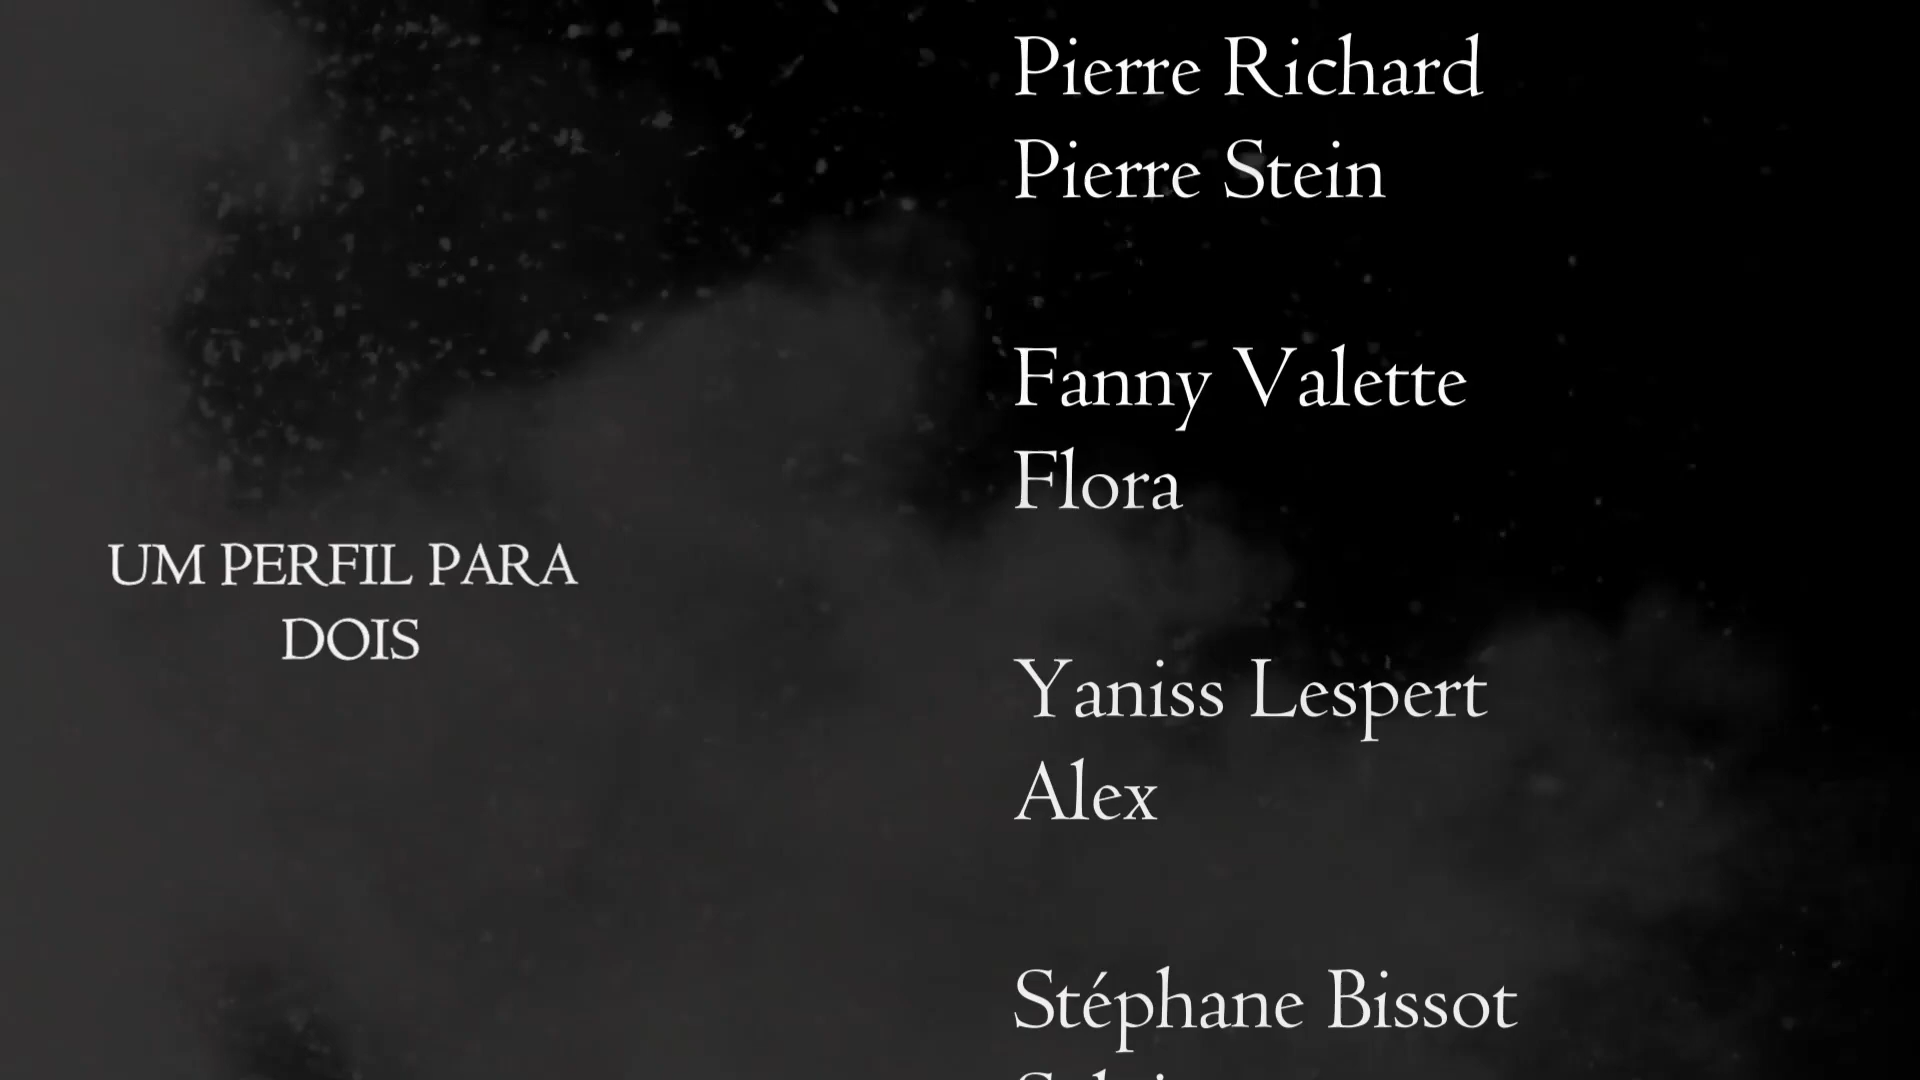 UM PERFIL PARA
DOIS
Pierre Richard
Pierre Stein
Fanny Valette
Flora
Yaniss Lespert
Alex
Stéphane Bissot